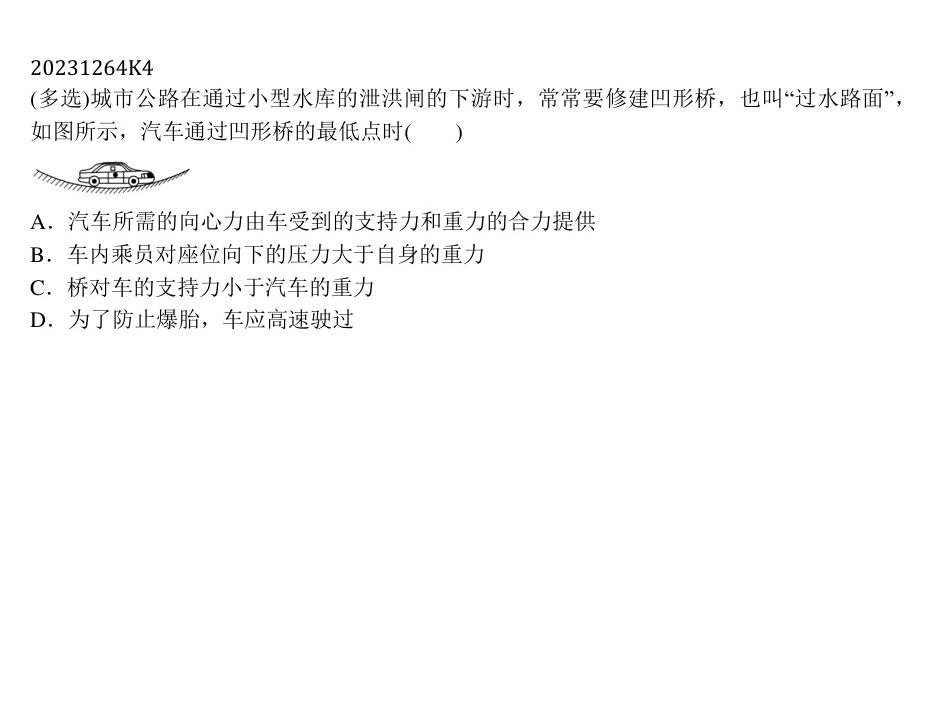 20231264K4
(多选)城市公路在通过小型水库的泄洪闸的下游时，常常要修建凹形桥，也叫“过水路面”，
如图所示，汽车通过凹形桥的最低点时(　　)
A．汽车所需的向心力由车受到的支持力和重力的合力提供
B．车内乘员对座位向下的压力大于自身的重力
C．桥对车的支持力小于汽车的重力
D．为了防止爆胎，车应高速驶过